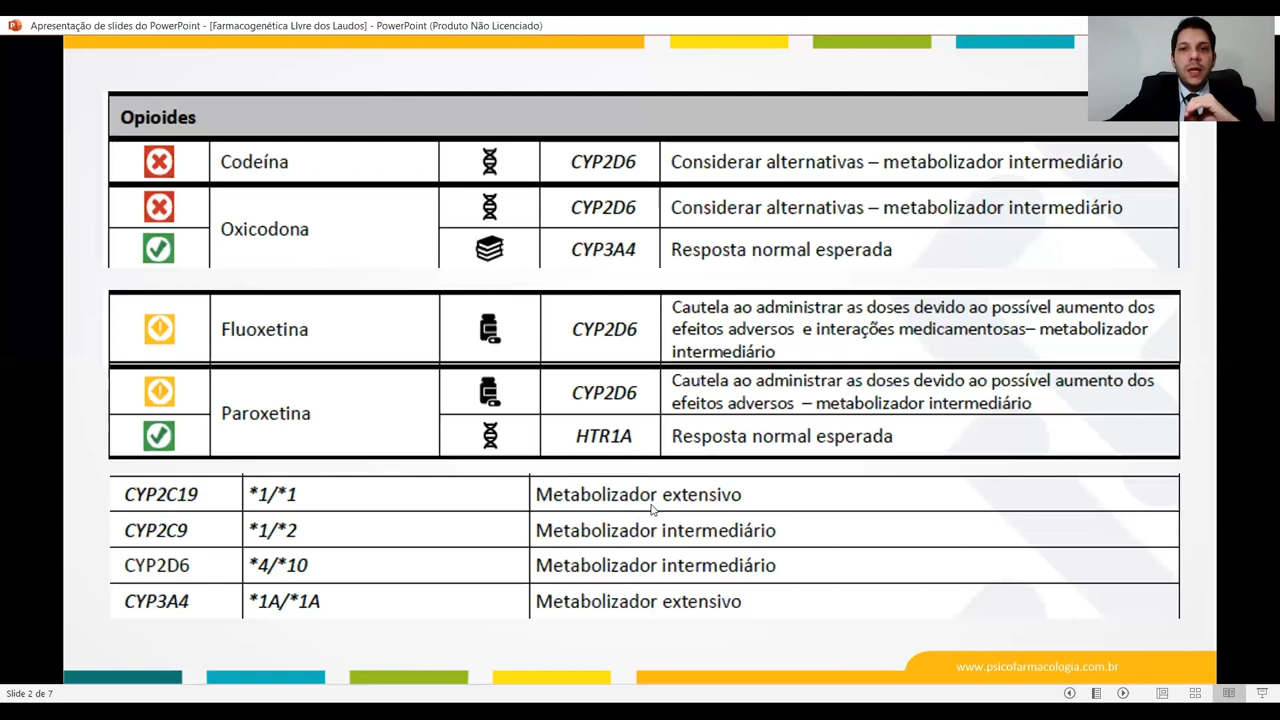 Apresentação de slides do PowerPoint - [Farmacogenética LIvre dos Laudos] - PowerPoint (Produto Não Licenciado)
Opioides
Codeína CYP2D6 Considerar alternativas – metabolizador intermediário
Oxicodona CYP2D6 Considerar alternativas – metabolizador intermediário
CYP3A4 Resposta normal esperada
Fluoxetina CYP2D6 Cautela ao administrar as doses devido ao possível aumento dos
efeitos adversos e interações medicamentosas– metabolizador
intermediário
Paroxetina CYP2D6 Cautela ao administrar as doses devido ao possível aumento dos
efeitos adversos – metabolizador intermediário
HTR1A Resposta normal esperada
CYP2C19 *1/*1 Metabolizador extensivo
CYP2C9 *1/*2 Metabolizador intermediário
CYP2D6 *4/*10 Metabolizador intermediário
CYP3A4 *1A/*1A Metabolizador extensivo
www.psicofarmacologia.com.br
Slide 2 de 7